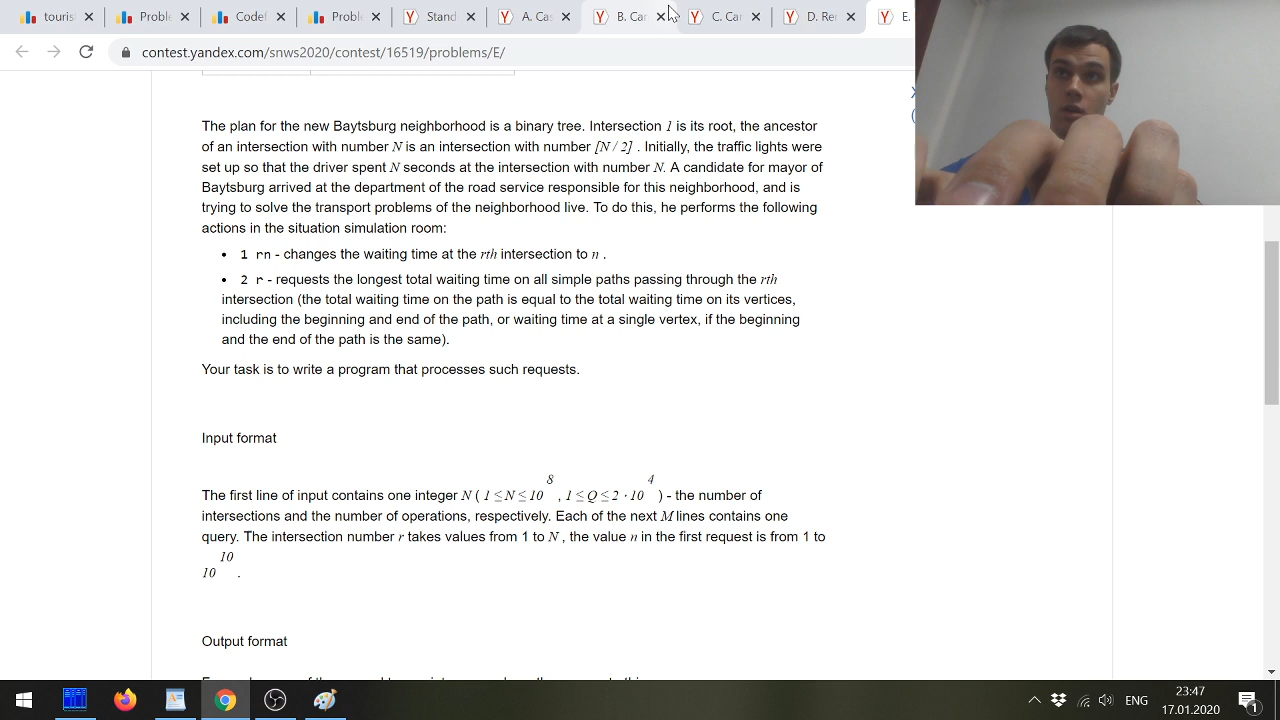 touris
Proble
Codef
Proble
Stand
A. Cas
B. Car
C. Ca
D. Rer
E.
contest.yandex.com/snws2020/contest/16519/problems/E/
The plan for the new Baytsburg neighborhood is a binary tree. Intersection 1 is its root, the ancestor
of an intersection with number N is an intersection with number [N / 2] . Initially, the traffic lights were
set up so that the driver spent N seconds at the intersection with number N. A candidate for mayor of
Baytsburg arrived at the department of the road service responsible for this neighborhood, and is
trying to solve the transport problems of the neighborhood live. To do this, he performs the following
actions in the situation simulation room:
• 1 rn - changes the waiting time at the rth intersection to n .
• 2 r - requests the longest total waiting time on all simple paths passing through the rth
intersection (the total waiting time on the path is equal to the total waiting time on its vertices,
including the beginning and end of the path, or waiting time at a single vertex, if the beginning
and the end of the path is the same).
Your task is to write a program that processes such requests.
Input format
8 4
The first line of input contains one integer N ( 1 ≤ N ≤ 10 , 1 ≤ Q ≤ 2 · 10 ) - the number of
intersections and the number of operations, respectively. Each of the next M lines contains one
query. The intersection number r takes values from 1 to N , the value n in the first request is from 1 to
10
10 .
Output format
ENG
23:47
17.01.2020
1